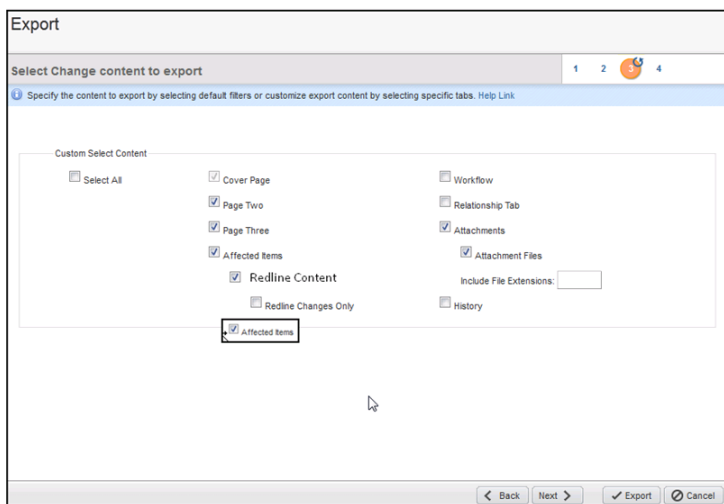 Export
Select Change content to export
1 2 3 4
Specify the content to export by selecting default filters or customize export content by selecting specific tabs. Help Link
Custom Select Content
Select All
Cover Page
Workflow
Page Two
Relationship Tab
Page Three
Attachments
Affected Items
Attachment Files
Redline Content
Include File Extensions:
Redline Changes Only
History
Affected Items
Back Next Export Cancel